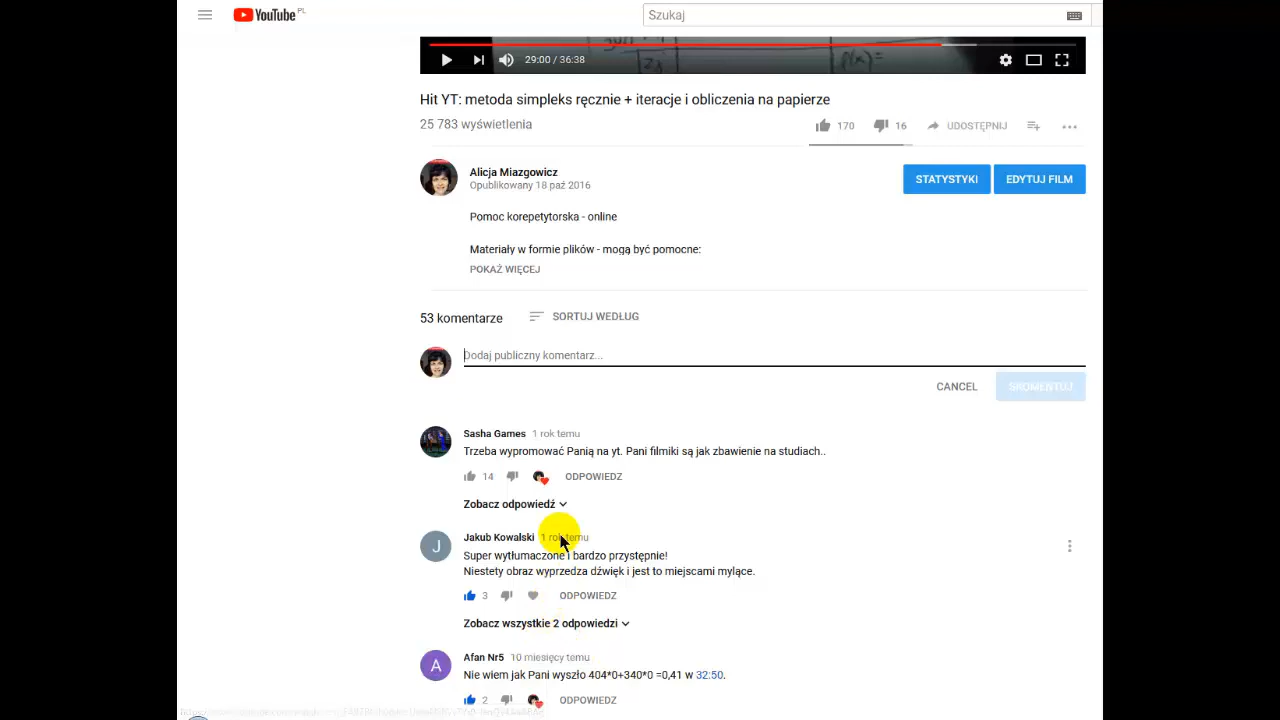 YouTube PL
Szukaj
29:00 / 36:38
Hit YT: metoda simpleks ręcznie + iteracje i obliczenia na papierze
25 783 wyświetlenia
170 16 UDOSTĘPNIJ
Alicja Miazgowicz
Opublikowany 18 paź 2016
STATYSTYKI EDYTUJ FILM
Pomoc korepetytorska - online
Materiały w formie plików - mogą być pomocne:
POKAŻ WIĘCEJ
53 komentarze SORTUJ WEDŁUG
Dodaj publiczny komentarz...
CANCEL SKOMENTUJ
Sasha Games 1 rok temu
Trzeba wypromować Panią na yt. Pani filmiki są jak zbawienie na studiach..
14 ODPOWIEDZ
Zobacz odpowiedź
J
Jakub Kowalski 1 rok temu
Super wytłumaczone i bardzo przystępnie!
Niestety obraz wyprzedza dźwięk i jest to miejscami mylące.
3 ODPOWIEDZ
Zobacz wszystkie 2 odpowiedzi
A
Afan Nr5 10 miesięcy temu
Nie wiem jak Pani wyszło 404*0+340*0 =0,41 w 32:50.
2 ODPOWIEDZ